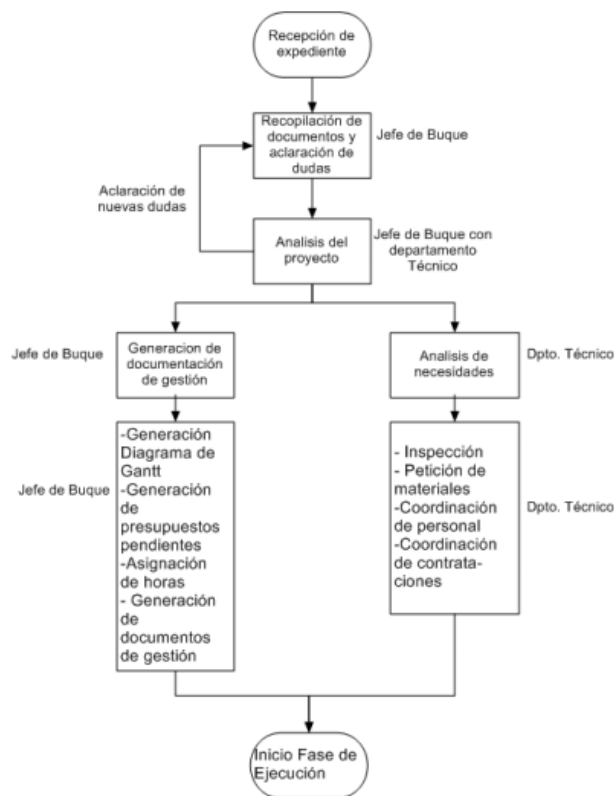 Recepción de
expediente
Recopilación de
documentos y
aclaración de
dudas
Jefe de Buque
Aclaración de
nuevas dudas
Analisis del
proyecto
Jefe de Buque con
departamento
Técnico
Jefe de Buque
Generacion de
documentación
de gestión
Analisis de
necesidades
Dpto. Técnico
Jefe de Buque
-Generación
Diagrama de
Gantt
-Generación
de
presupuestos
pendientes
-Asignación
de horas
- Generación
de
documentos
de gestión
- Inspección
- Petición de
materiales
-Coordinación
de personal
-Coordinación
de contrata-
ciones
Dpto. Técnico
Inicio Fase de
Ejecución